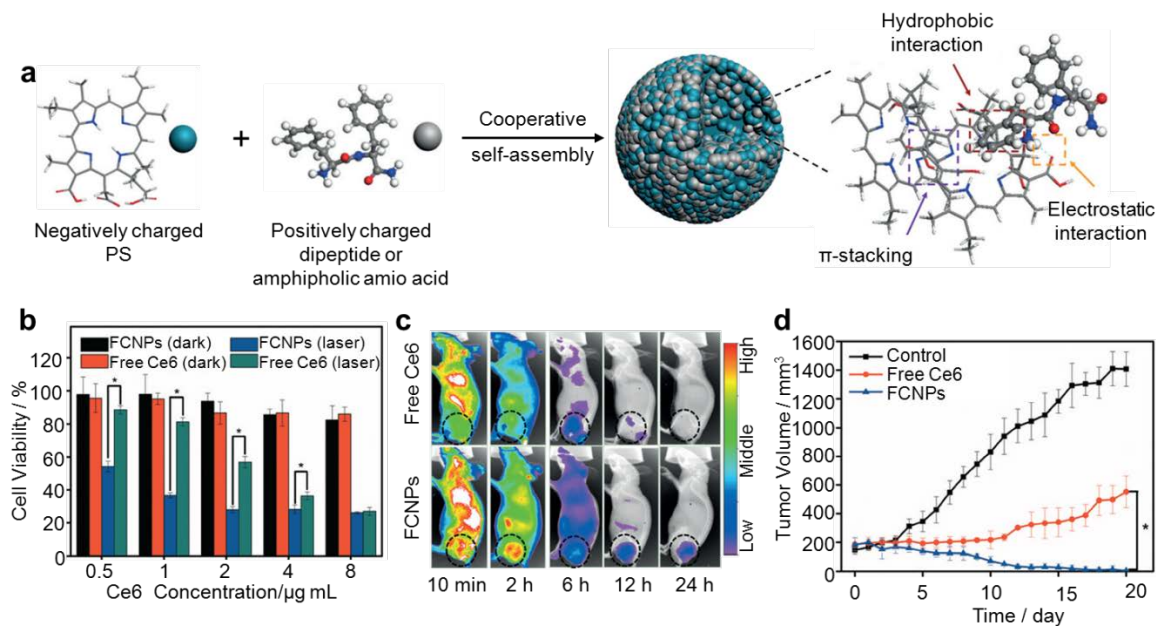 a
Negatively charged
PS
+
Positively charged
dipeptide or
amphipholic amio acid
Cooperative
self-assembly
Hydrophobic
interaction
Electrostatic
interaction
π-stacking
b
FCNPs (dark)
FCNPs (laser)
Free Ce6 (dark)
Free Ce6 (laser)
Cell Viability / %
120
100
80
60
40
20
0
*
*
*
*
0.5
1
2
4
8
Ce6 Concentration/μg mL
c
Free Ce6
FCNPs
High
Middle
Low
10 min
2 h
6 h
12 h
24 h
d
Control
Free Ce6
FCNPs
Tumor Volume / mm³
1600
1400
1200
1000
800
600
400
200
0
*
0
5
10
15
20
Time / day